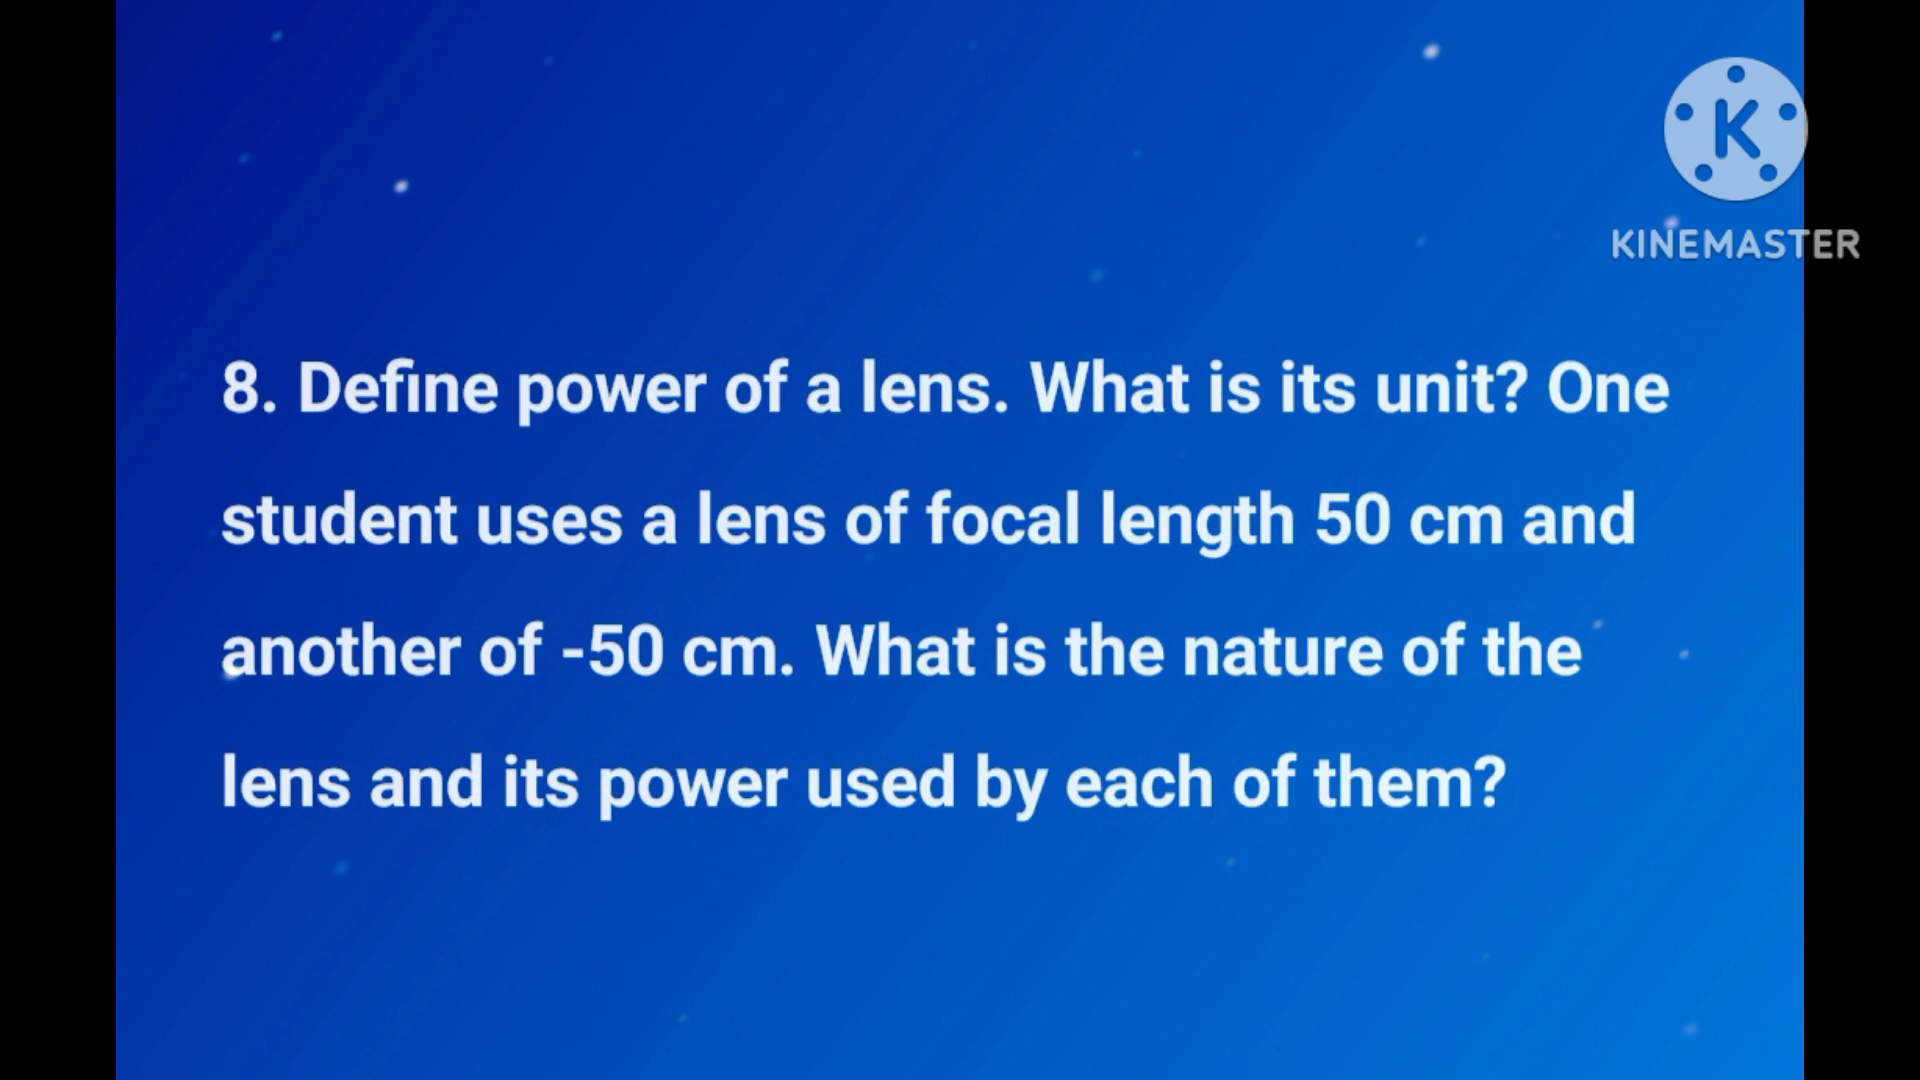 K
KINEMASTER
8. Define power of a lens. What is its unit? One
student uses a lens of focal length 50 cm and
another of -50 cm. What is the nature of the
lens and its power used by each of them?